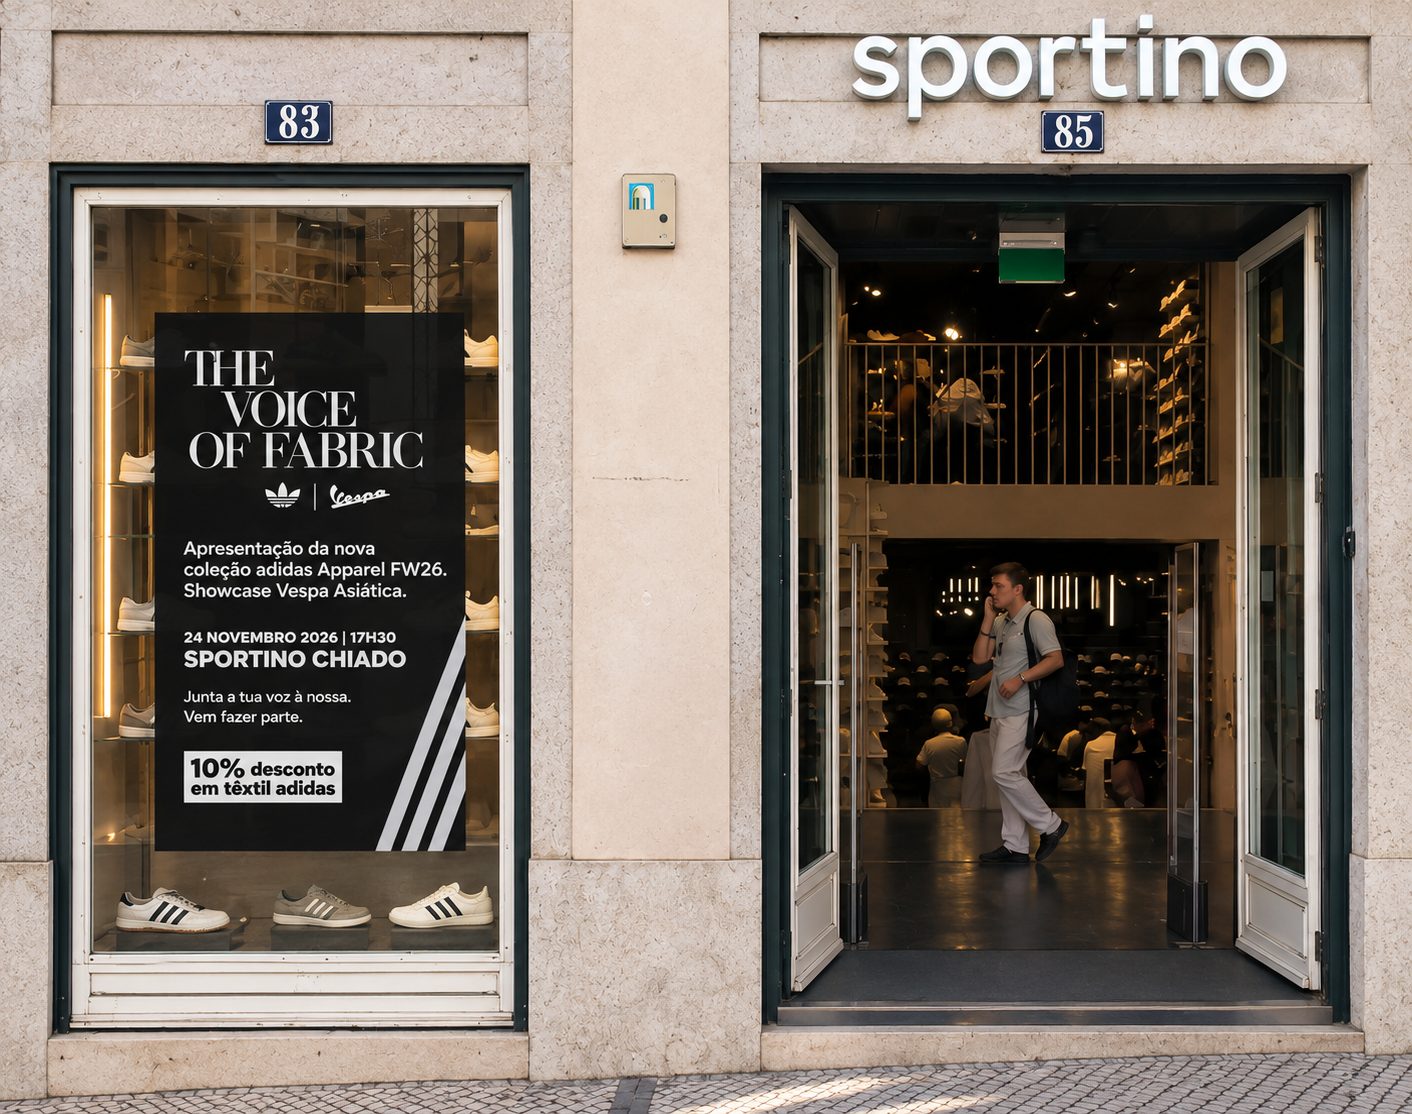 sportino
83
85
THE
VOICE
OF FABRIC
Vespa
Apresentação da nova
coleção adidas Apparel FW26.
Showcase Vespa Asiática.
24 NOVEMBRO 2026 | 17H30
SPORTINO CHIADO
Junta a tua voz à nossa.
Vem fazer parte.
10% desconto
em têxtil adidas